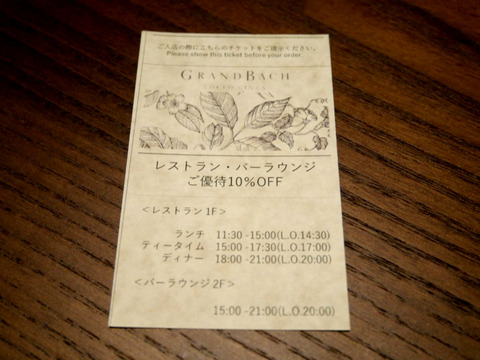 ご入店の際にこちらのチケットをご提示ください。
Please show this ticket before your order.
GRANDBACH
TOKYO GINZA
レストラン・バーラウンジ
ご優待10%OFF
＜レストラン 1F＞
ランチ 11:30 -15:00(L.O.14:30)
ティータイム 15:00 -17:30(L.O.17:00)
ディナー 18:00 -21:00(L.O.20:00)
＜バーラウンジ 2F＞
15:00 -21:00(L.O.20:00)